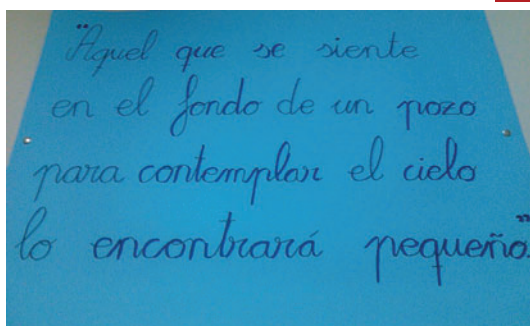 "Aquel que se siente
en el fondo de un pozo
para contemplar el cielo
lo encontrará pequeño."